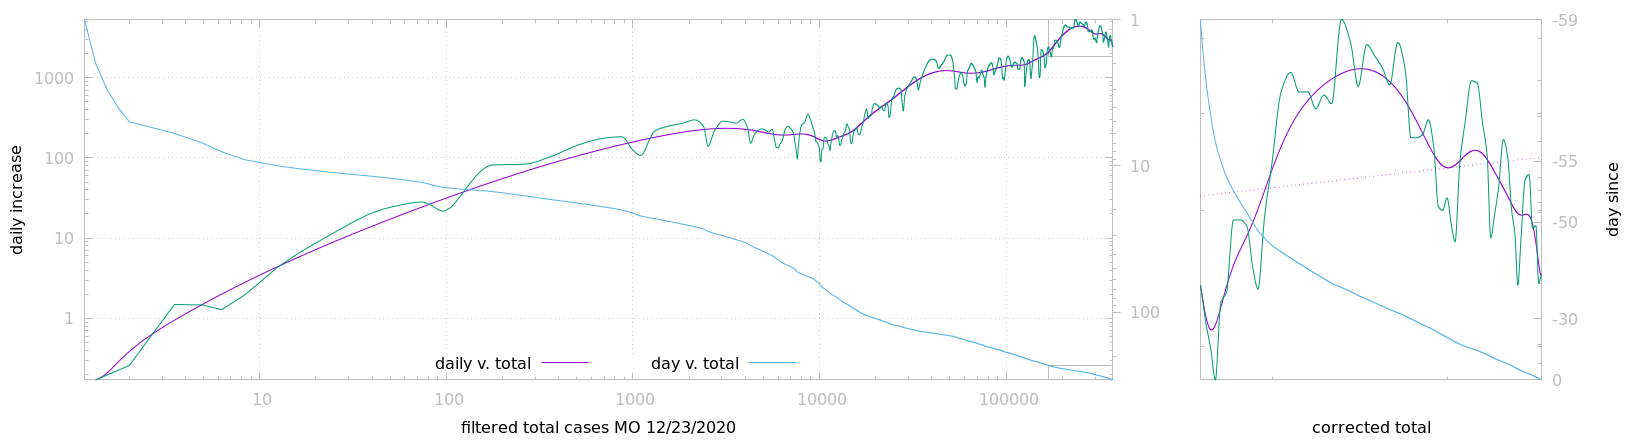 daily increase
1000
100
10
1
10
100
1000
10000
100000
filtered total cases MO 12/23/2020
daily v. total
day v. total
1
10
100
-59
-55
-50
-30
0
day since
corrected total